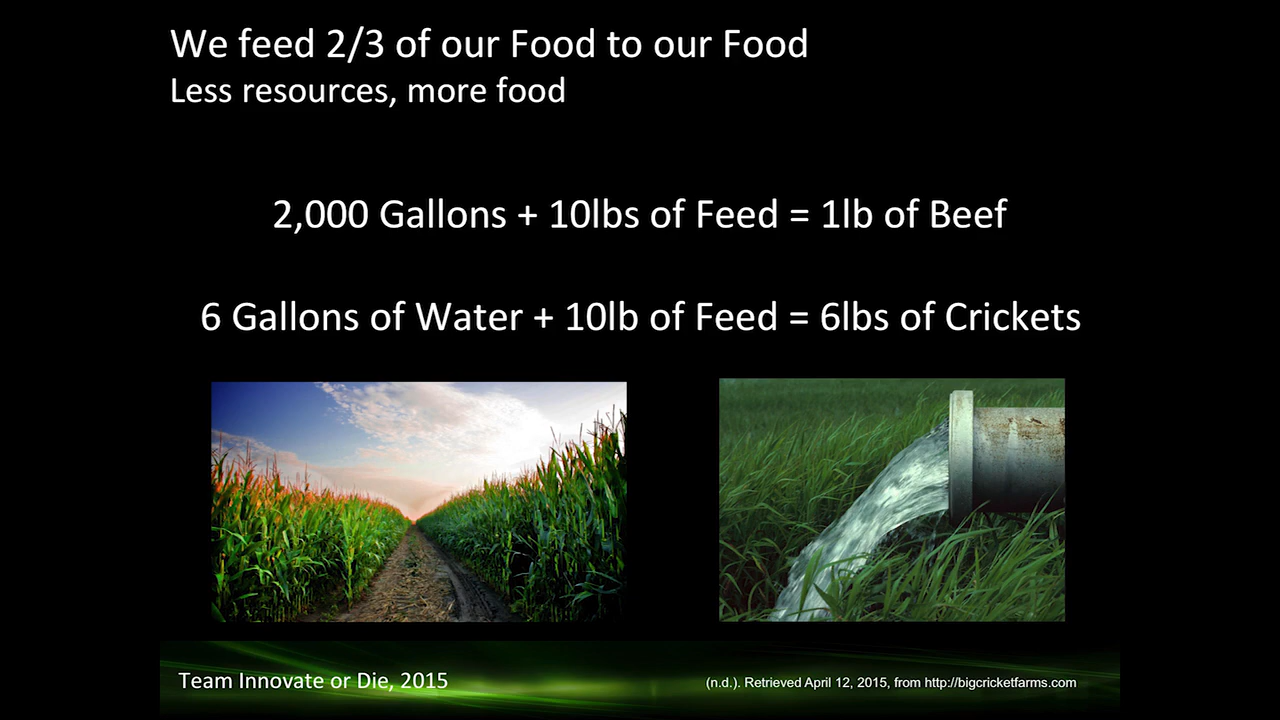 We feed 2/3 of our Food to our Food
Less resources, more food
2,000 Gallons + 10lbs of Feed = 1lb of Beef
6 Gallons of Water + 10lb of Feed = 6lbs of Crickets
Team Innovate or Die, 2015
(n.d.). Retrieved April 12, 2015, from http://bigcricketfarms.com